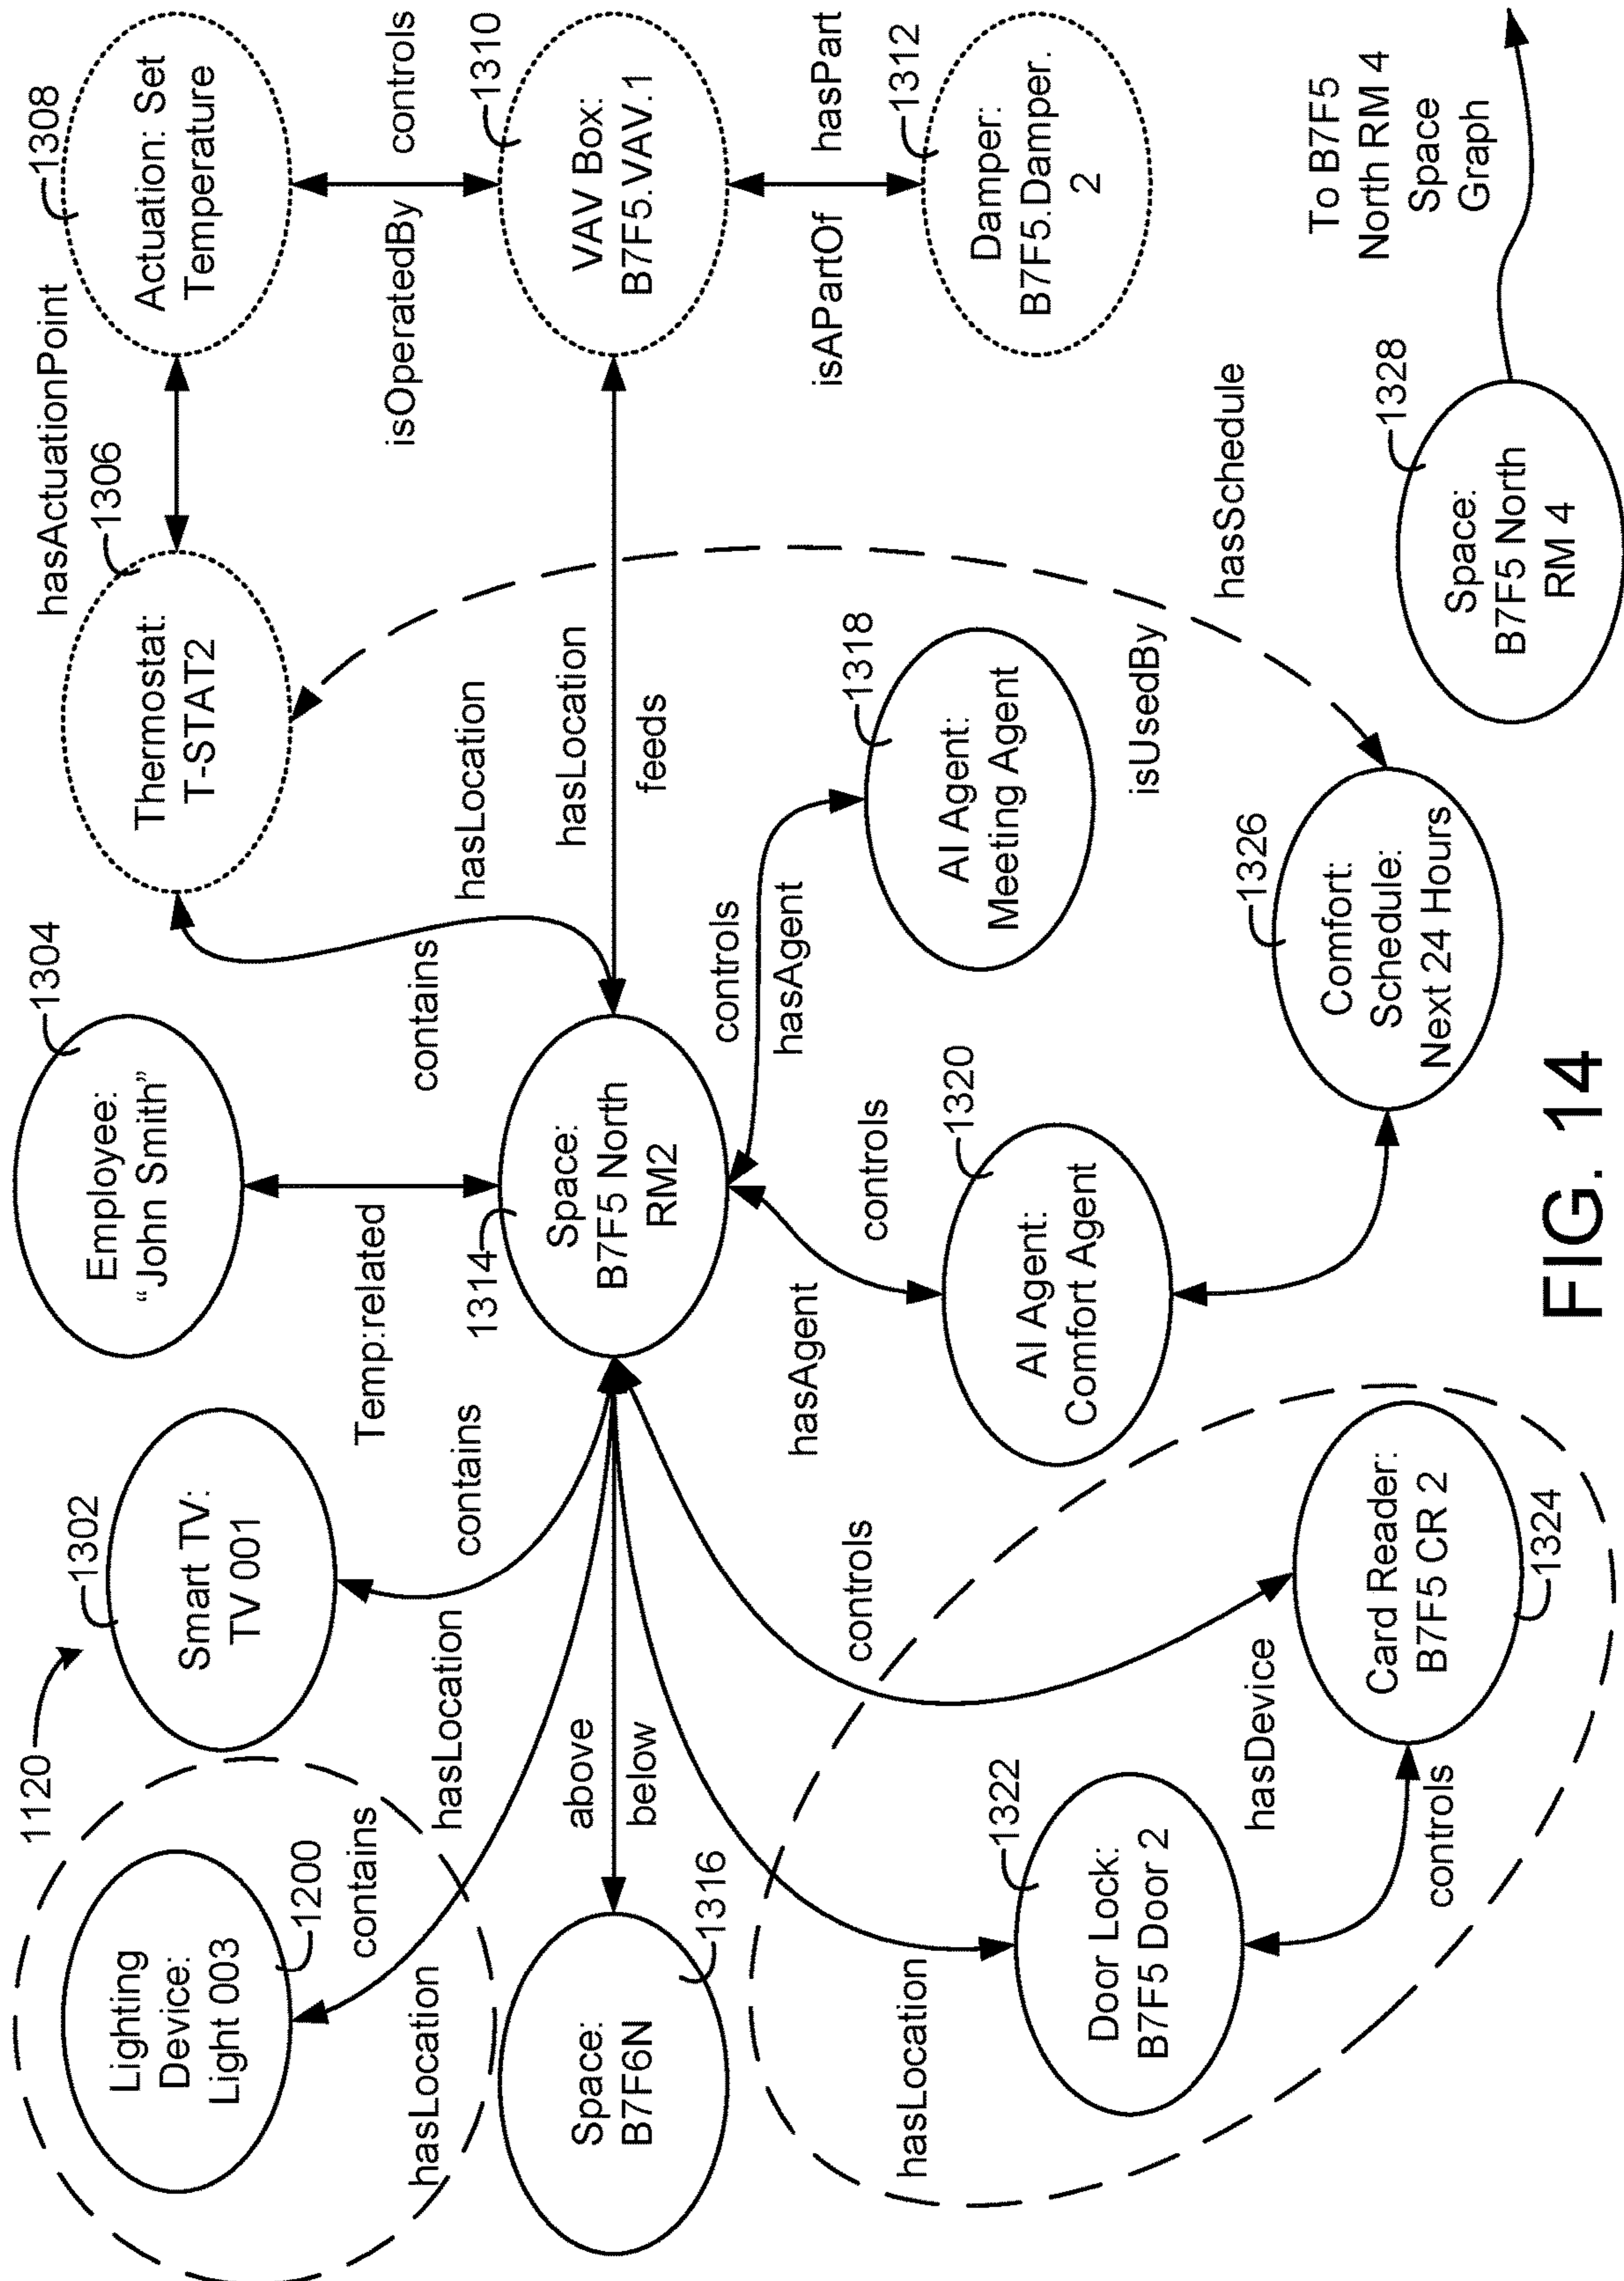 1120
Lighting
Device:
Light 003
1200
contains
hasLocation
Smart TV:
TV 001
1302
contains
hasLocation
Employee:
“John Smith”
1304
Temp:related
Thermostat:
T-STAT2
1306
contains
hasLocation
hasActuationPoint
Actuation: Set
Temperature
1308
isOperatedBy
controls
Space:
B7F6N
1316
above
below
Space:
B7F5 North
RM2
1314
hasLocation
feeds
VAV Box:
B7F5.VAV.1
1310
isAPartOf
hasPart
Damper:
B7F5.Damper.
2
1312
hasLocation
Door Lock:
B7F5 Door 2
1322
controls
hasDevice
Card Reader:
B7F5 CR 2
1324
controls
hasAgent
controls
AI Agent:
Comfort Agent
1320
controls
hasAgent
AI Agent:
Meeting Agent
1318
isUsedBy
hasSchedule
Comfort:
Schedule:
Next 24 Hours
1326
Space:
B7F5 North
RM 4
1328
To B7F5
North RM 4
Space
Graph
FIG. 14